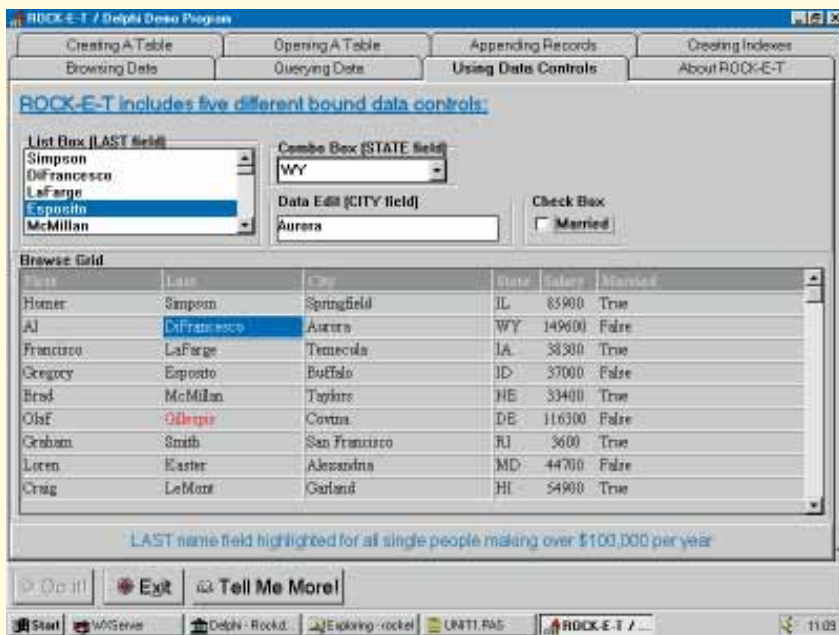 ROCK-E-T / Delphi Demo Program
Creating A Table
Opening A Table
Appending Records
Creating Indexes
Browsing Data
Querying Data
Using Data Controls
About ROCK-E-T
ROCK-E-T includes five different bound data controls:
List Box (LAST field)
Simpson
DiFrancesco
LaFarge
Esposito
McMillan
Combo Box (STATE field)
WY
Data Edit (CITY field)
Aurora
Check Box
Married
Browse Grid
First Last City State Salary Married
Homer Simpson Springfield IL 85900 True
Al DiFrancesco Aurora WY 149600 False
Francisco LaFarge Temecula IA 38300 True
Gregory Esposito Buffalo ID 37000 False
Brad McMillan Taylors NE 33400 True
Olaf Gillespie Covina DE 116300 False
Graham Smith San Francisco RI 3600 True
Loren Easter Alexandria MD 44700 False
Craig LeMont Garland HI 54900 True
LAST name field highlighted for all single people making over $100,000 per year
Do it!
Exit
Tell Me More!
Start
WXServer
Delphi - Rockd...
Exploring - rocket
UNIT1.PAS
ROCK-E-T / ...
11:05